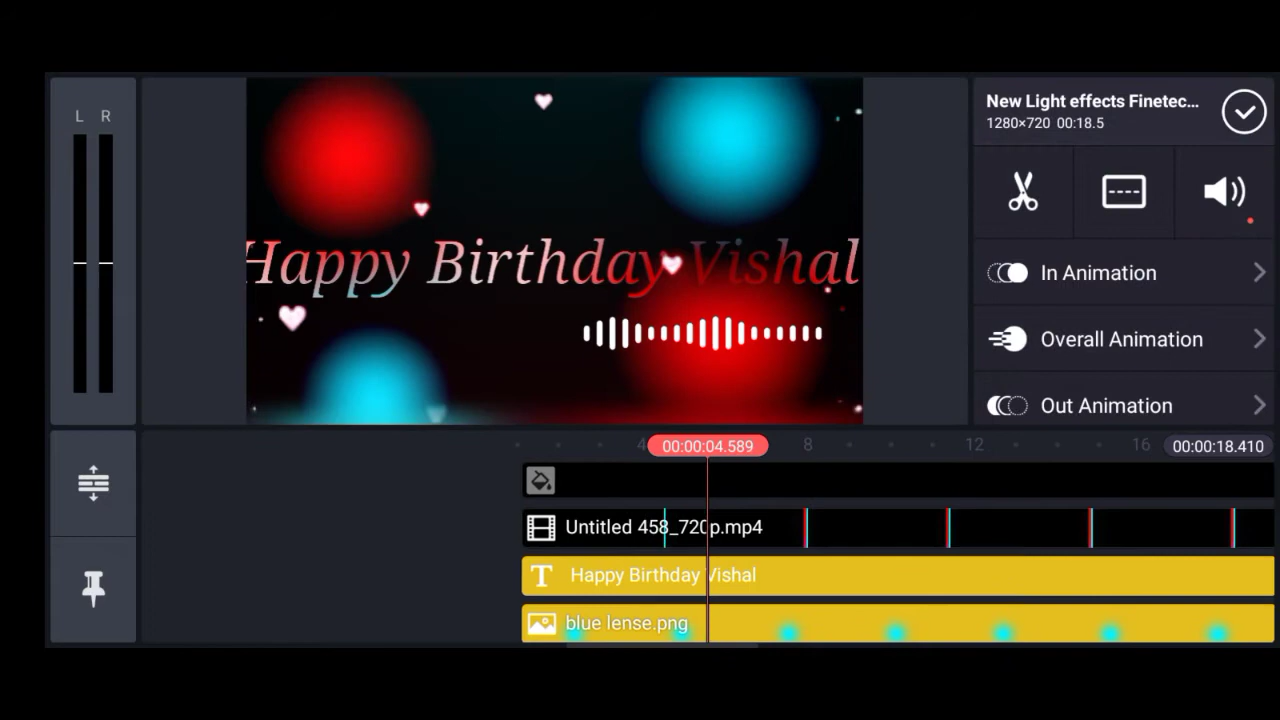 L R
Happy Birthday Vishal
New Light effects Finetec...
1280×720 00:18.5
In Animation
Overall Animation
Out Animation
4
00:00:04.589
8
12
16
00:00:18.410
Untitled 458_720p.mp4
T Happy Birthday Vishal
blue lense.png